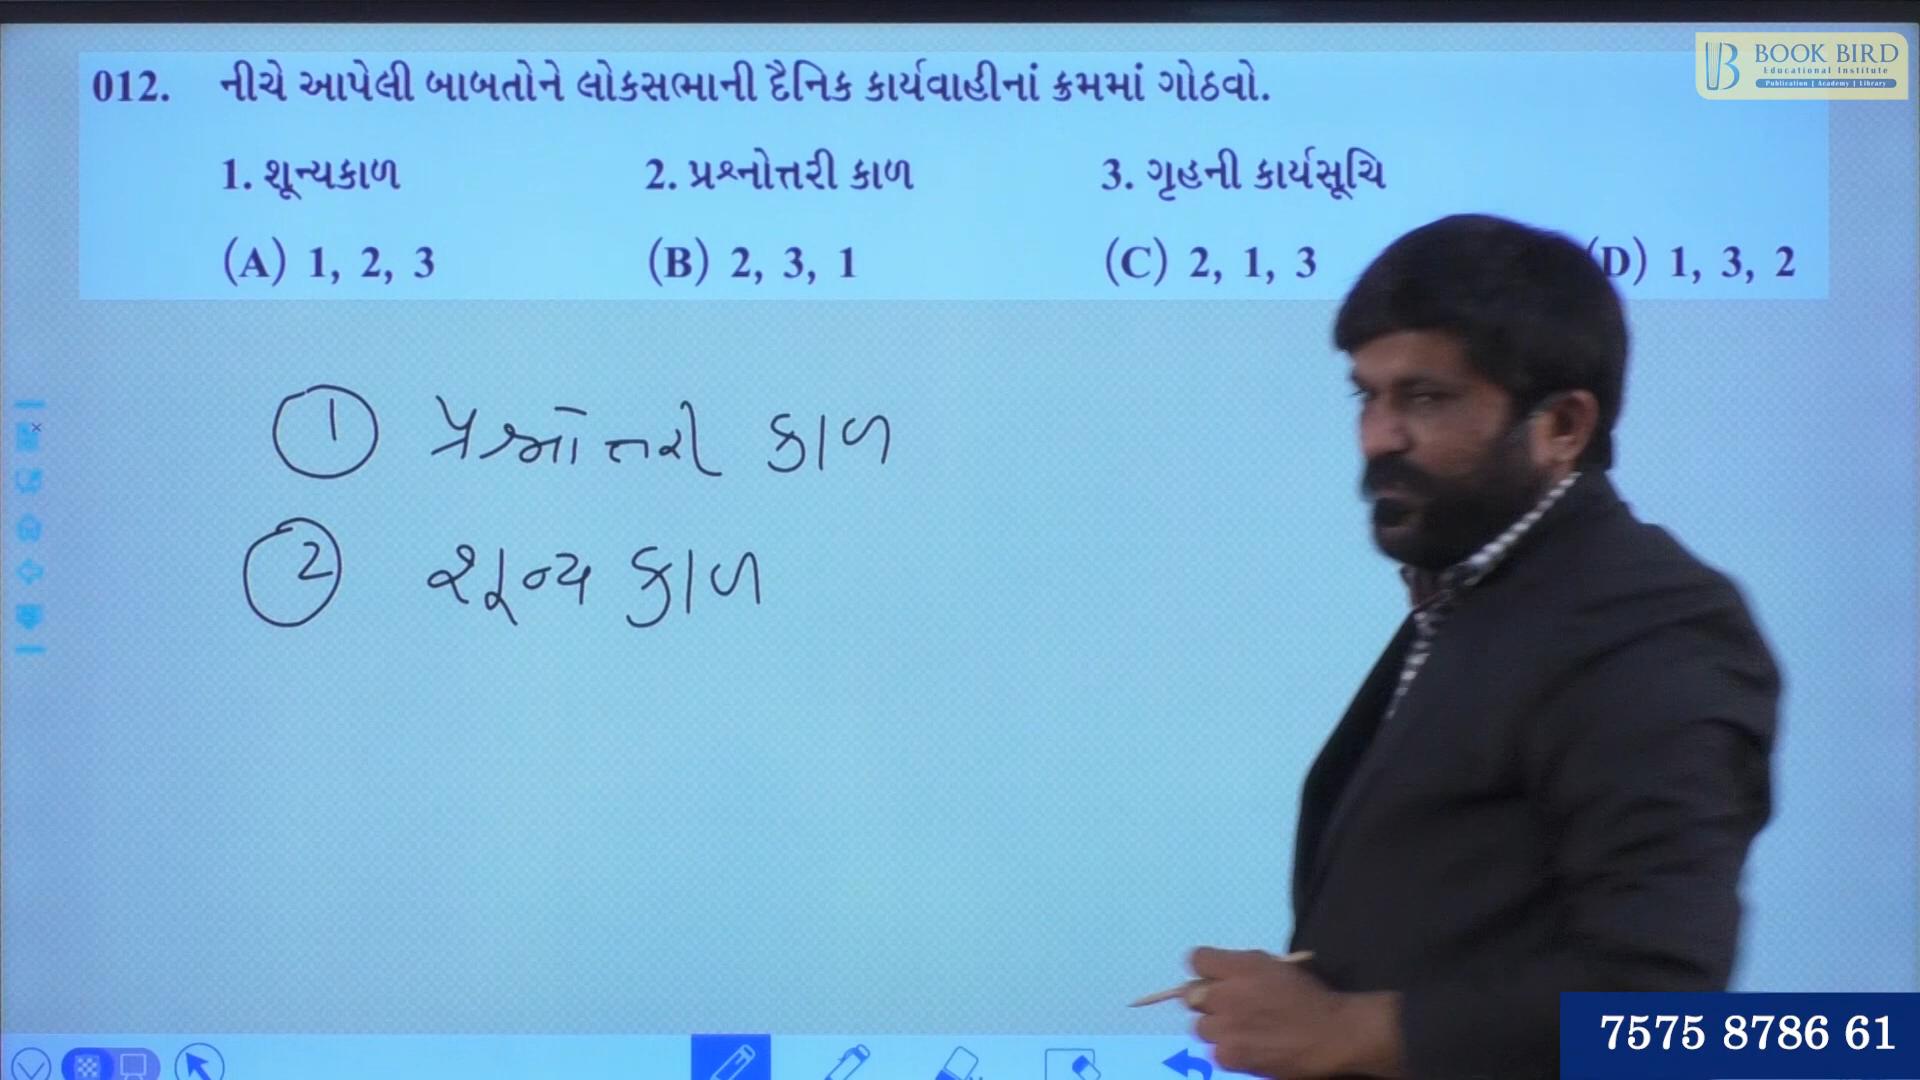 BOOK BIRD
Educational Institute
Publication | Academy | Library
012. નીચે આપેલી બાબતોને લોકસભાની દૈનિક કાર્યવાહીનાં ક્રમમાં ગોઠવો.
1. શૂન્યકાળ 2. પ્રશ્નોત્તરી કાળ 3. ગૃહની કાર્યસૂચિ
(A) 1, 2, 3 (B) 2, 3, 1 (C) 2, 1, 3 (D) 1, 3, 2
1 પ્રશ્નોત્તરી કાળ
2 શૂન્ય કાળ
7575 8786 61